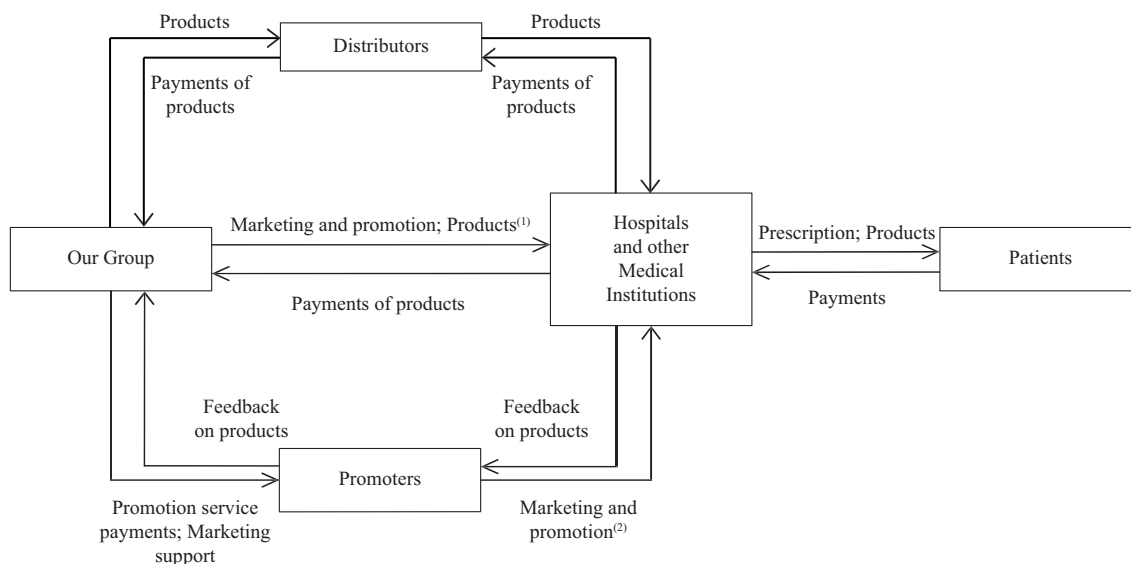 Products
Products
Distributors
Payments of
products
Payments of
products
Marketing and promotion; Products(1)
Our Group
Hospitals
and other
Medical
Institutions
Prescription; Products
Patients
Payments of products
Payments
Feedback
on products
Feedback
on products
Promoters
Promotion service
payments; Marketing
support
Marketing and
promotion(2)